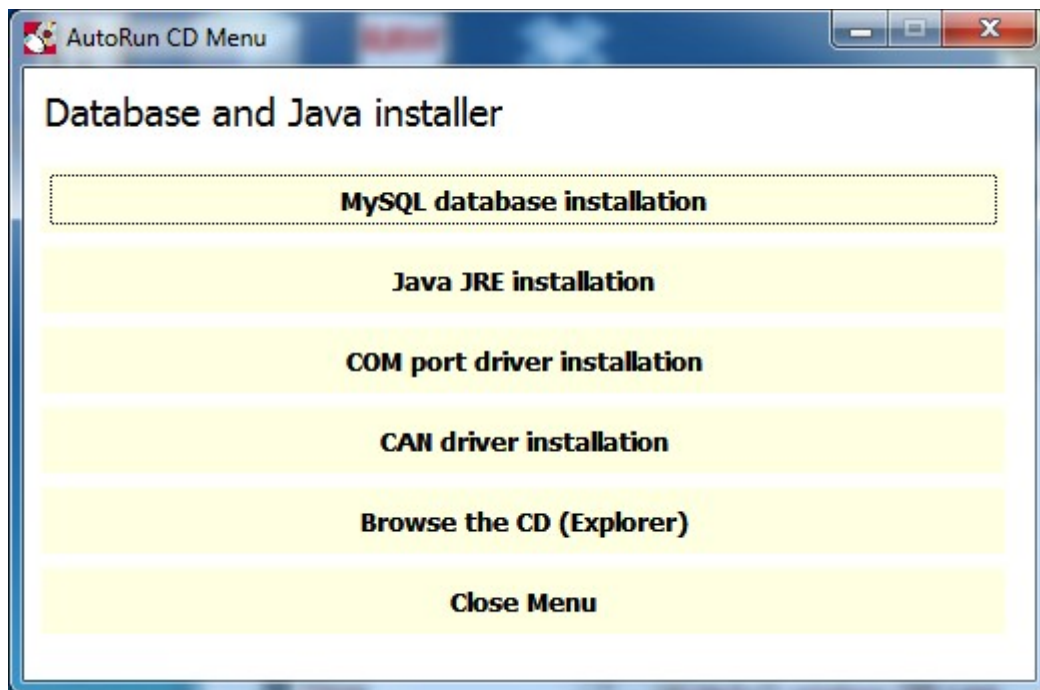 AutoRun CD Menu
Database and Java installer
MySQL database installation
Java JRE installation
COM port driver installation
CAN driver installation
Browse the CD (Explorer)
Close Menu